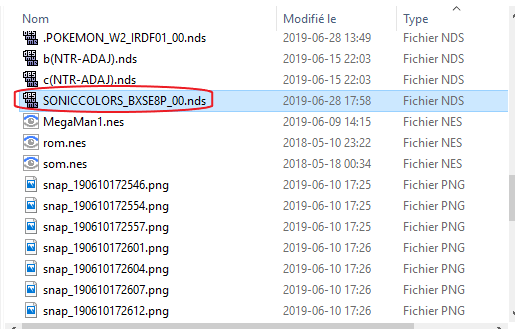 Nom Modifié le Type
.POKEMON_W2_IRDF01_00.nds 2019-06-28 13:49 Fichier NDS
b(NTR-ADAJ).nds 2019-06-15 22:03 Fichier NDS
c(NTR-ADAJ).nds 2019-06-15 22:03 Fichier NDS
SONICCOLORS_BXSE8P_00.nds 2019-06-28 17:58 Fichier NDS
MegaMan1.nes 2019-06-09 14:15 Fichier NES
rom.nes 2018-05-10 23:22 Fichier NES
som.nes 2018-05-18 00:34 Fichier NES
snap_190610172546.png 2019-06-10 17:25 Fichier PNG
snap_190610172554.png 2019-06-10 17:25 Fichier PNG
snap_190610172557.png 2019-06-10 17:25 Fichier PNG
snap_190610172601.png 2019-06-10 17:26 Fichier PNG
snap_190610172604.png 2019-06-10 17:26 Fichier PNG
snap_190610172607.png 2019-06-10 17:26 Fichier PNG
snap_190610172612.png 2019-06-10 17:26 Fichier PNG